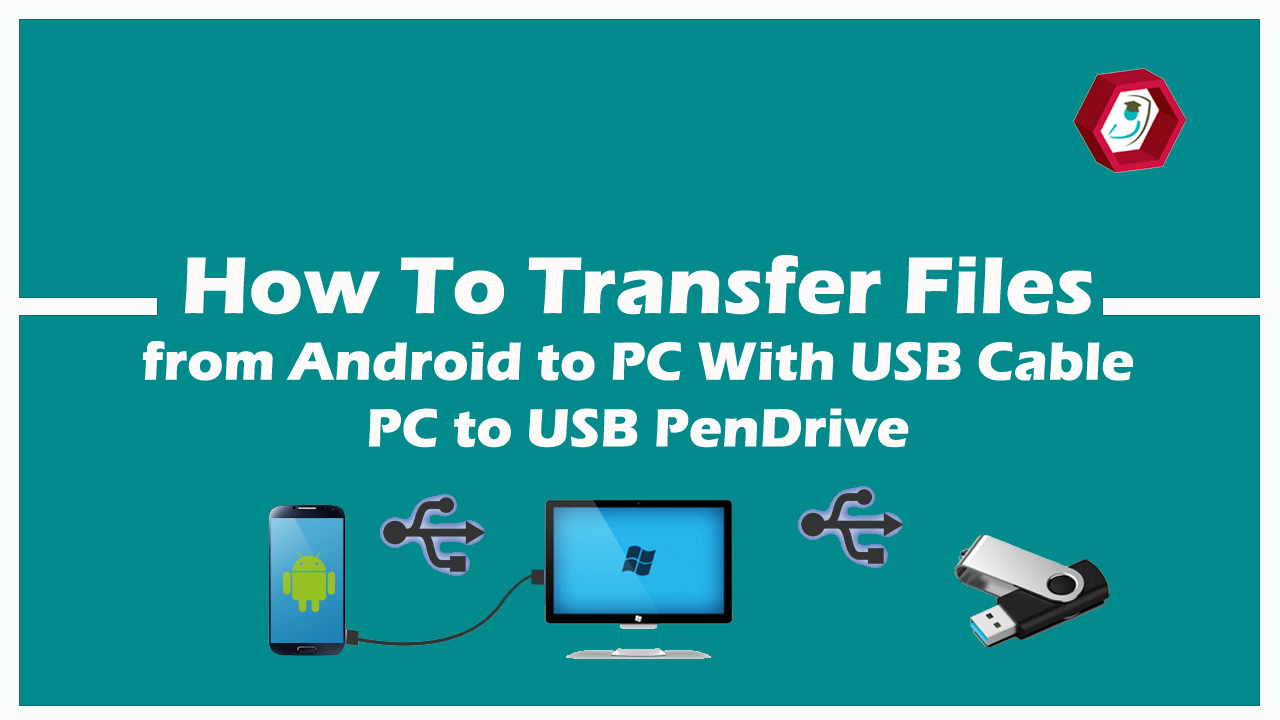 How To Transfer Files
from Android to PC With USB Cable
PC to USB PenDrive